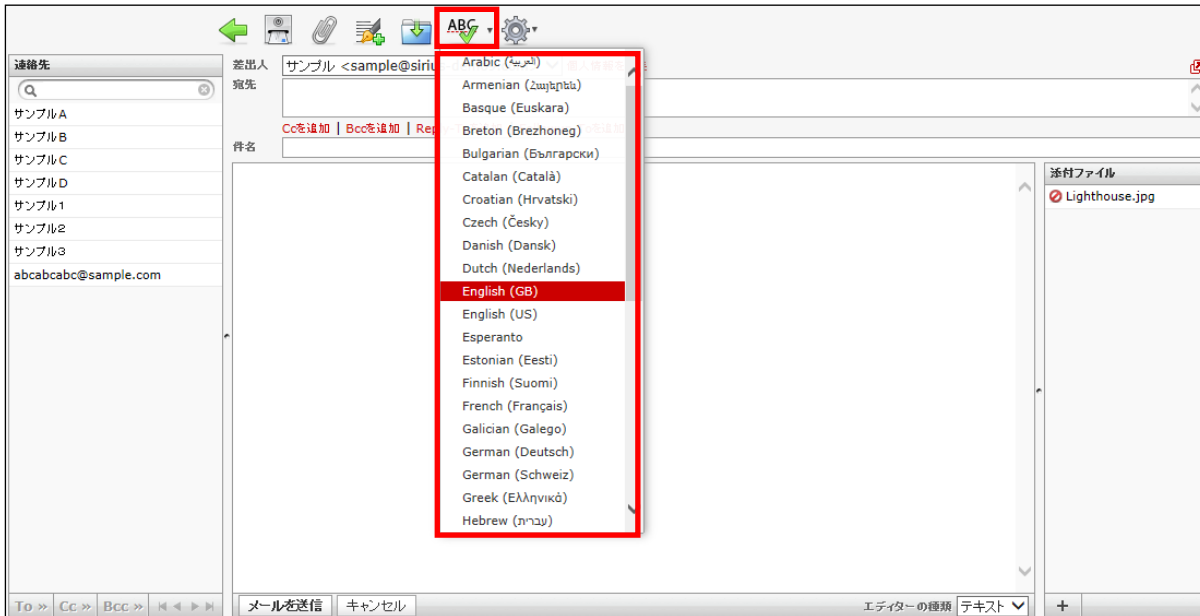 ABC
連絡先
サンプルA
サンプルB
サンプルC
サンプルD
サンプル1
サンプル2
サンプル3
abcabcabc@sample.com
To » Cc » Bcc »
差出人 サンプル <sample@siriu
宛先
Ccを追加 | Bccを追加 | Rep
件名
Arabic (العربية)
Armenian (Հայերեն)
Basque (Euskara)
Breton (Brezhoneg)
Bulgarian (Български)
Catalan (Català)
Croatian (Hrvatski)
Czech (Česky)
Danish (Dansk)
Dutch (Nederlands)
English (GB)
English (US)
Esperanto
Estonian (Eesti)
Finnish (Suomi)
French (Français)
Galician (Galego)
German (Deutsch)
German (Schweiz)
Greek (Ελληνικά)
Hebrew (עברית)
メールを送信 キャンセル
エディターの種類 テキスト
添付ファイル
Lighthouse.jpg
+